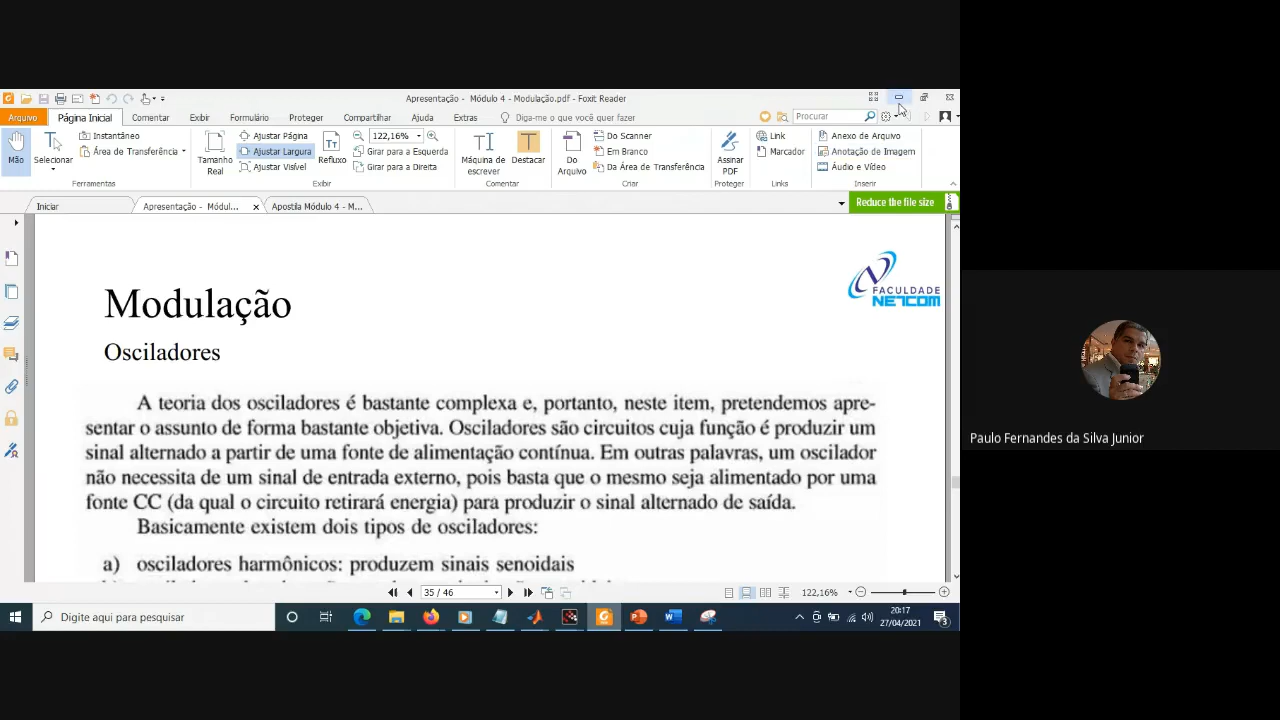 Apresentação - Módulo 4 - Modulação.pdf - Foxit Reader
Arquivo Página Inicial Comentar Exibir Formulário Proteger Compartilhar Ajuda Extras Diga-me o que você quer fazer Procurar
Mão
Selecionar
Instantâneo
Área de Transferência
Ferramentas
Tamanho Real
Ajustar Página
Ajustar Largura
Ajustar Visível
Refluxo
122,16%
Girar para a Esquerda
Girar para a Direita
Exibir
Máquina de escrever
Destacar
Comentar
Do Arquivo
Do Scanner
Em Branco
Da Área de Transferência
Criar
Assinar PDF
Proteger
Link
Marcador
Links
Anexo de Arquivo
Anotação de Imagem
Áudio e Vídeo
Inserir
Iniciar Apresentação - Módul... Apostila Módulo 4 - M... Reduce the file size
FACULDADE
NETCOM
Modulação
Osciladores
A teoria dos osciladores é bastante complexa e, portanto, neste item, pretendemos apre-
sentar o assunto de forma bastante objetiva. Osciladores são circuitos cuja função é produzir um
sinal alternado a partir de uma fonte de alimentação contínua. Em outras palavras, um oscilador
não necessita de um sinal de entrada externo, pois basta que o mesmo seja alimentado por uma
fonte CC (da qual o circuito retirará energia) para produzir o sinal alternado de saída.
Basicamente existem dois tipos de osciladores:
a) osciladores harmônicos: produzem sinais senoidais
35 / 46 122,16%
Digite aqui para pesquisar
20:17
27/04/2021
3
Paulo Fernandes da Silva Junior